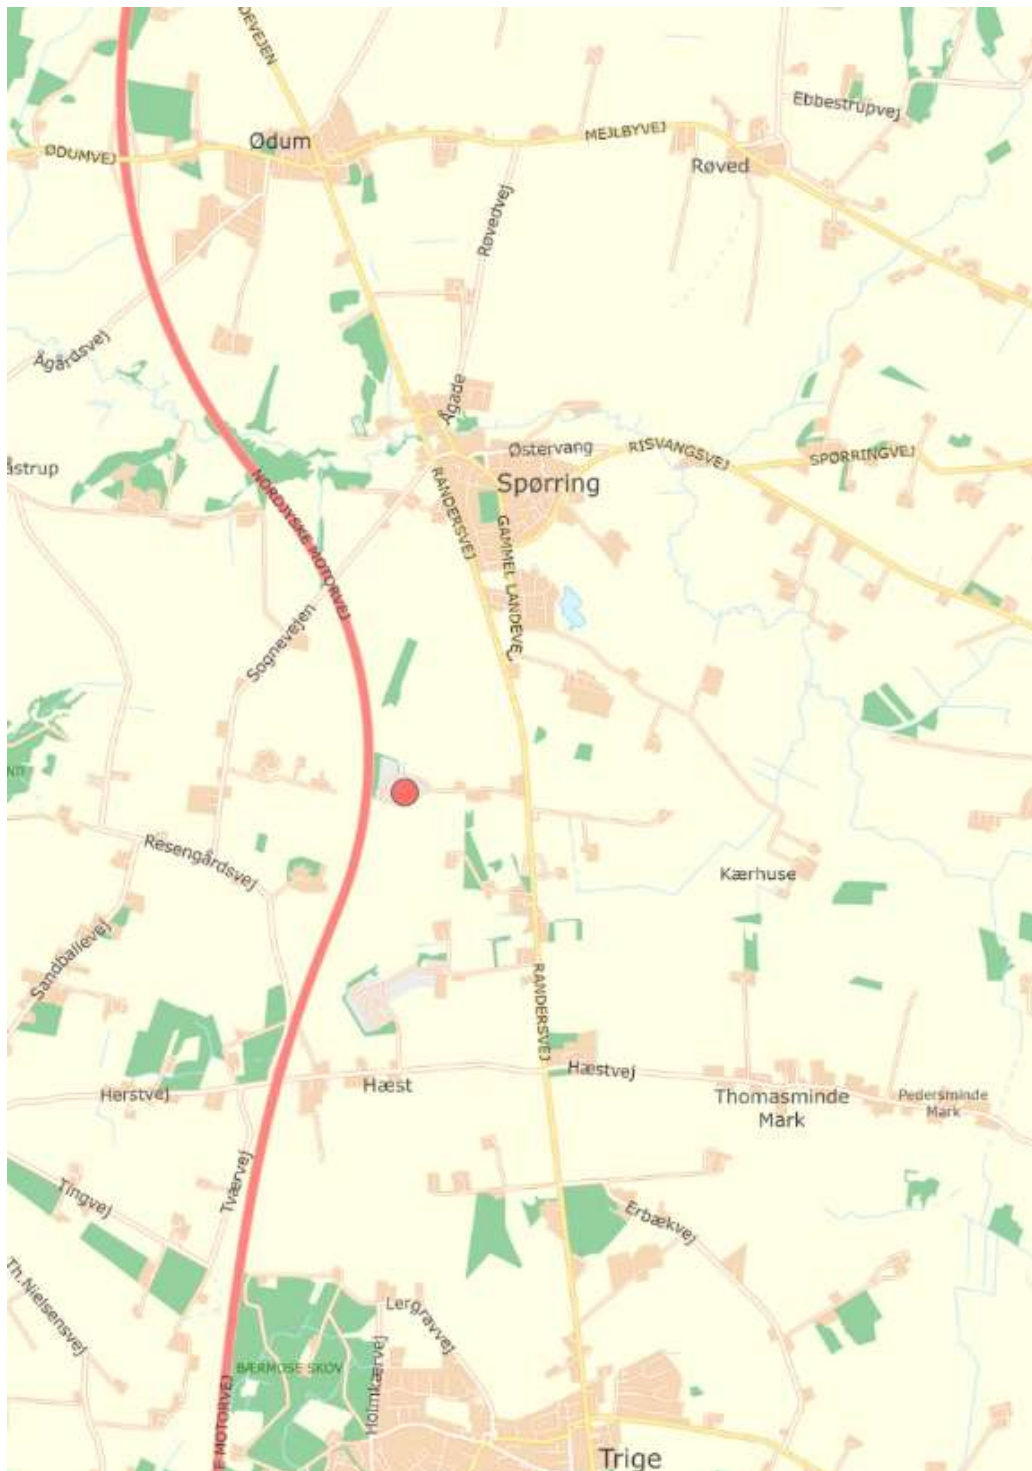 DEVEJEN
Ebbestrupvej
MEJLBYVEJ
Ødum
ØDUMVEJ
Røved
Røvedvej
Ågårdsvej
Ågade
Østervang
RISVANGSVEJ
SPØRRINGVEJ
åstrup
Spørring
RANDERSVEJ
NORDJYSKE MOTORVEJ
GAMMEL LANDEVEJ
Sognevejen
Resengårdsvej
Kærhuse
Sandballevej
RANDERSVEJ
Hæstvej
Herstvej
Hæst
Thomasminde
Mark
Pedersminde
Mark
Tingvej
Tværvej
Erbækvej
Th.Nielsensvej
Lergravvej
Holmkærvej
BÆRMOSE SKOV
E MOTORVEJ
Trige